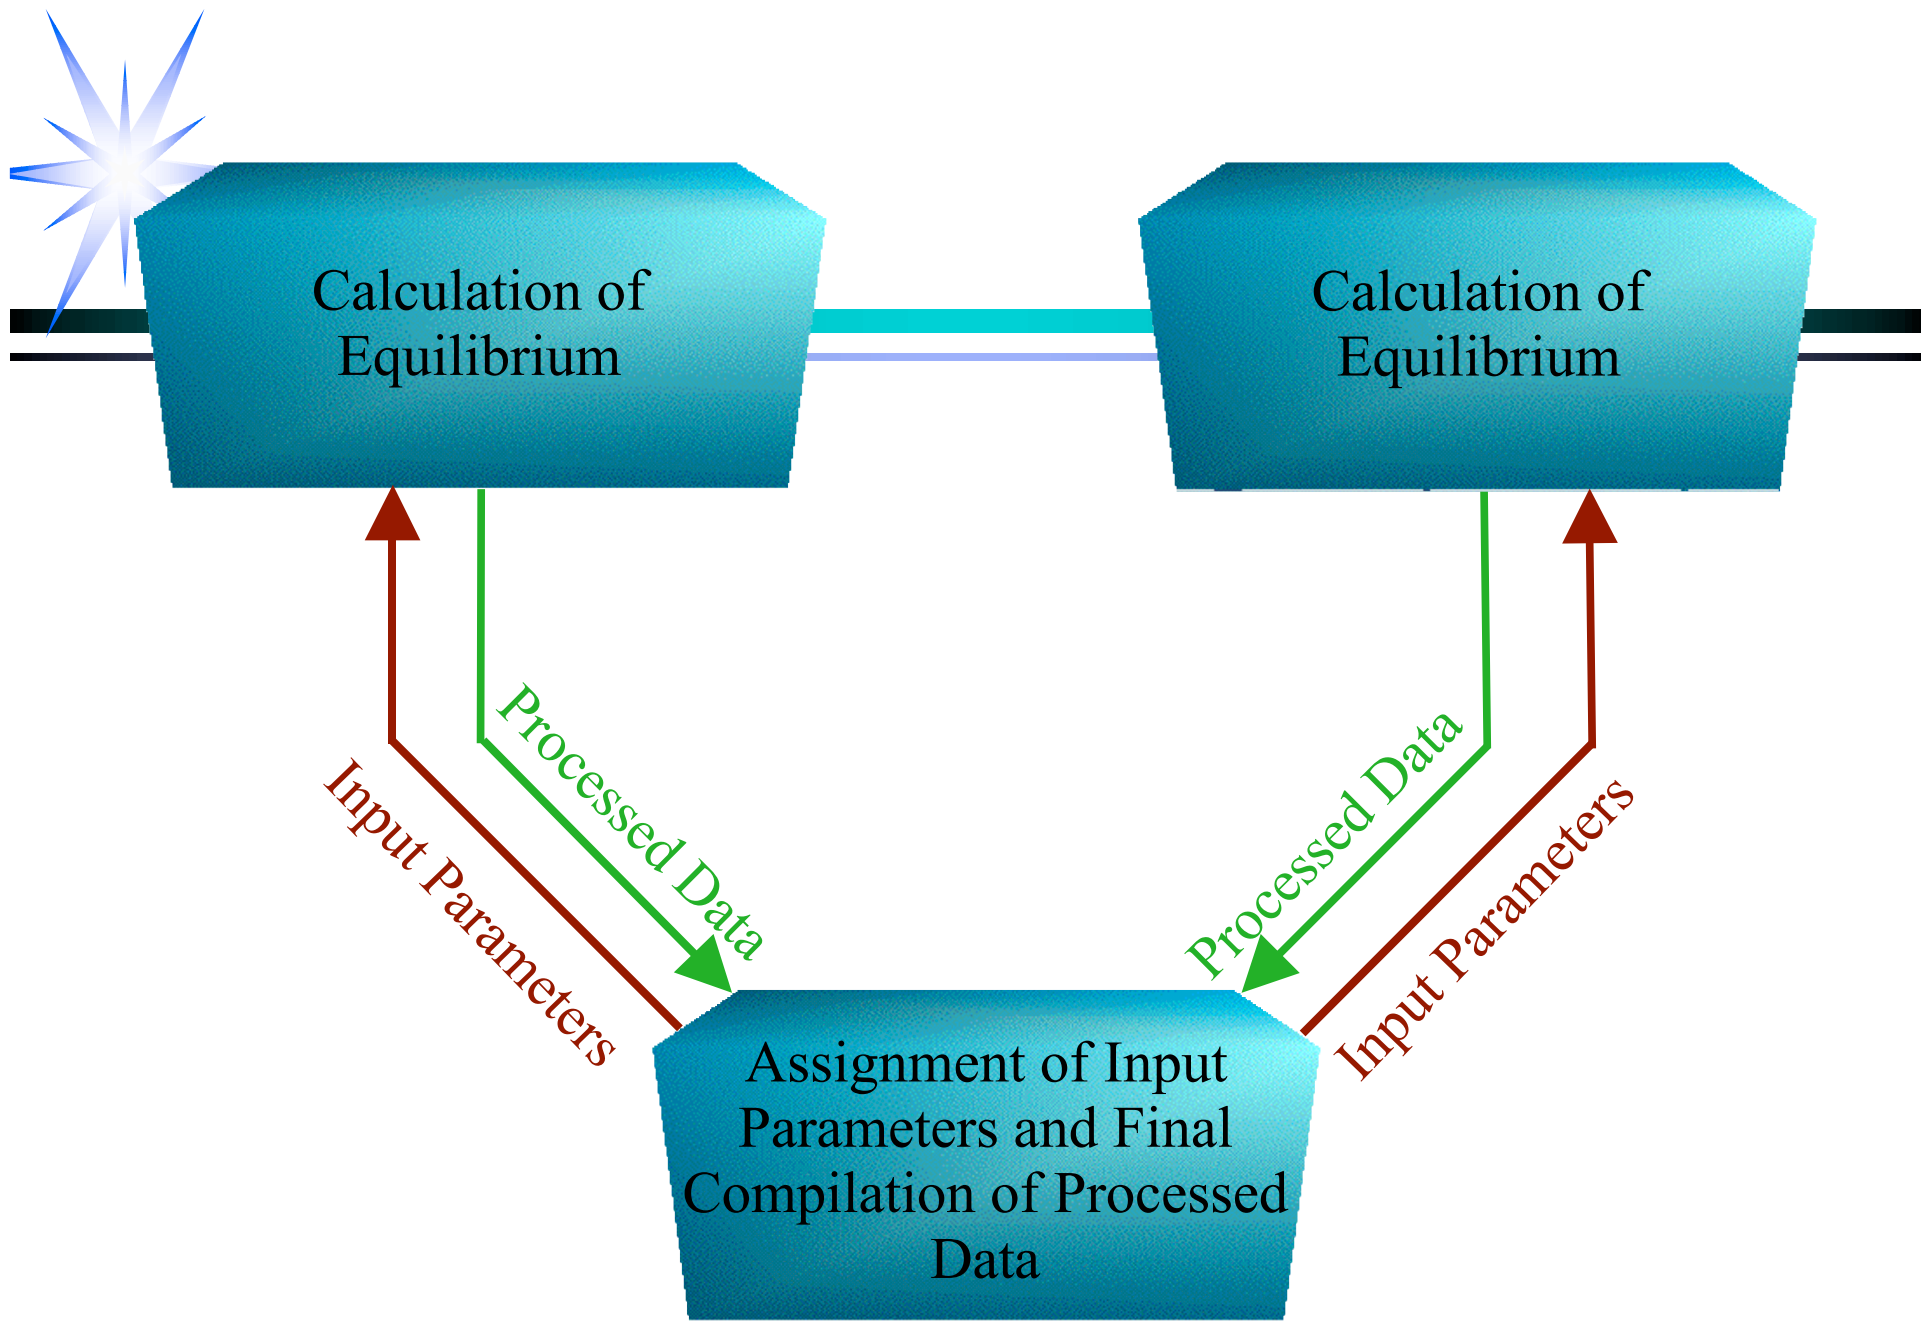 Calculation of
Equilibrium
Calculation of
Equilibrium
Processed Data
Input Parameters
Processed Data
Input Parameters
Assignment of Input
Parameters and Final
Compilation of Processed
Data